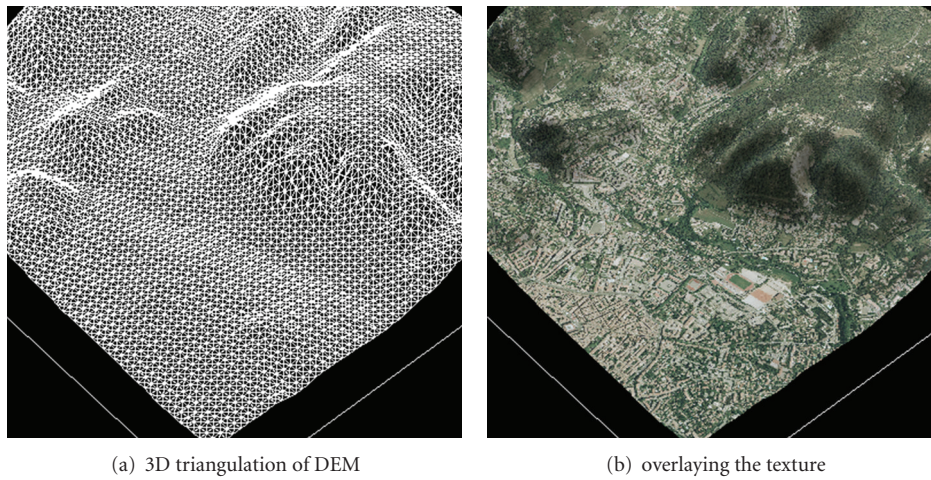 (a) 3D triangulation of DEM
(b) overlaying the texture